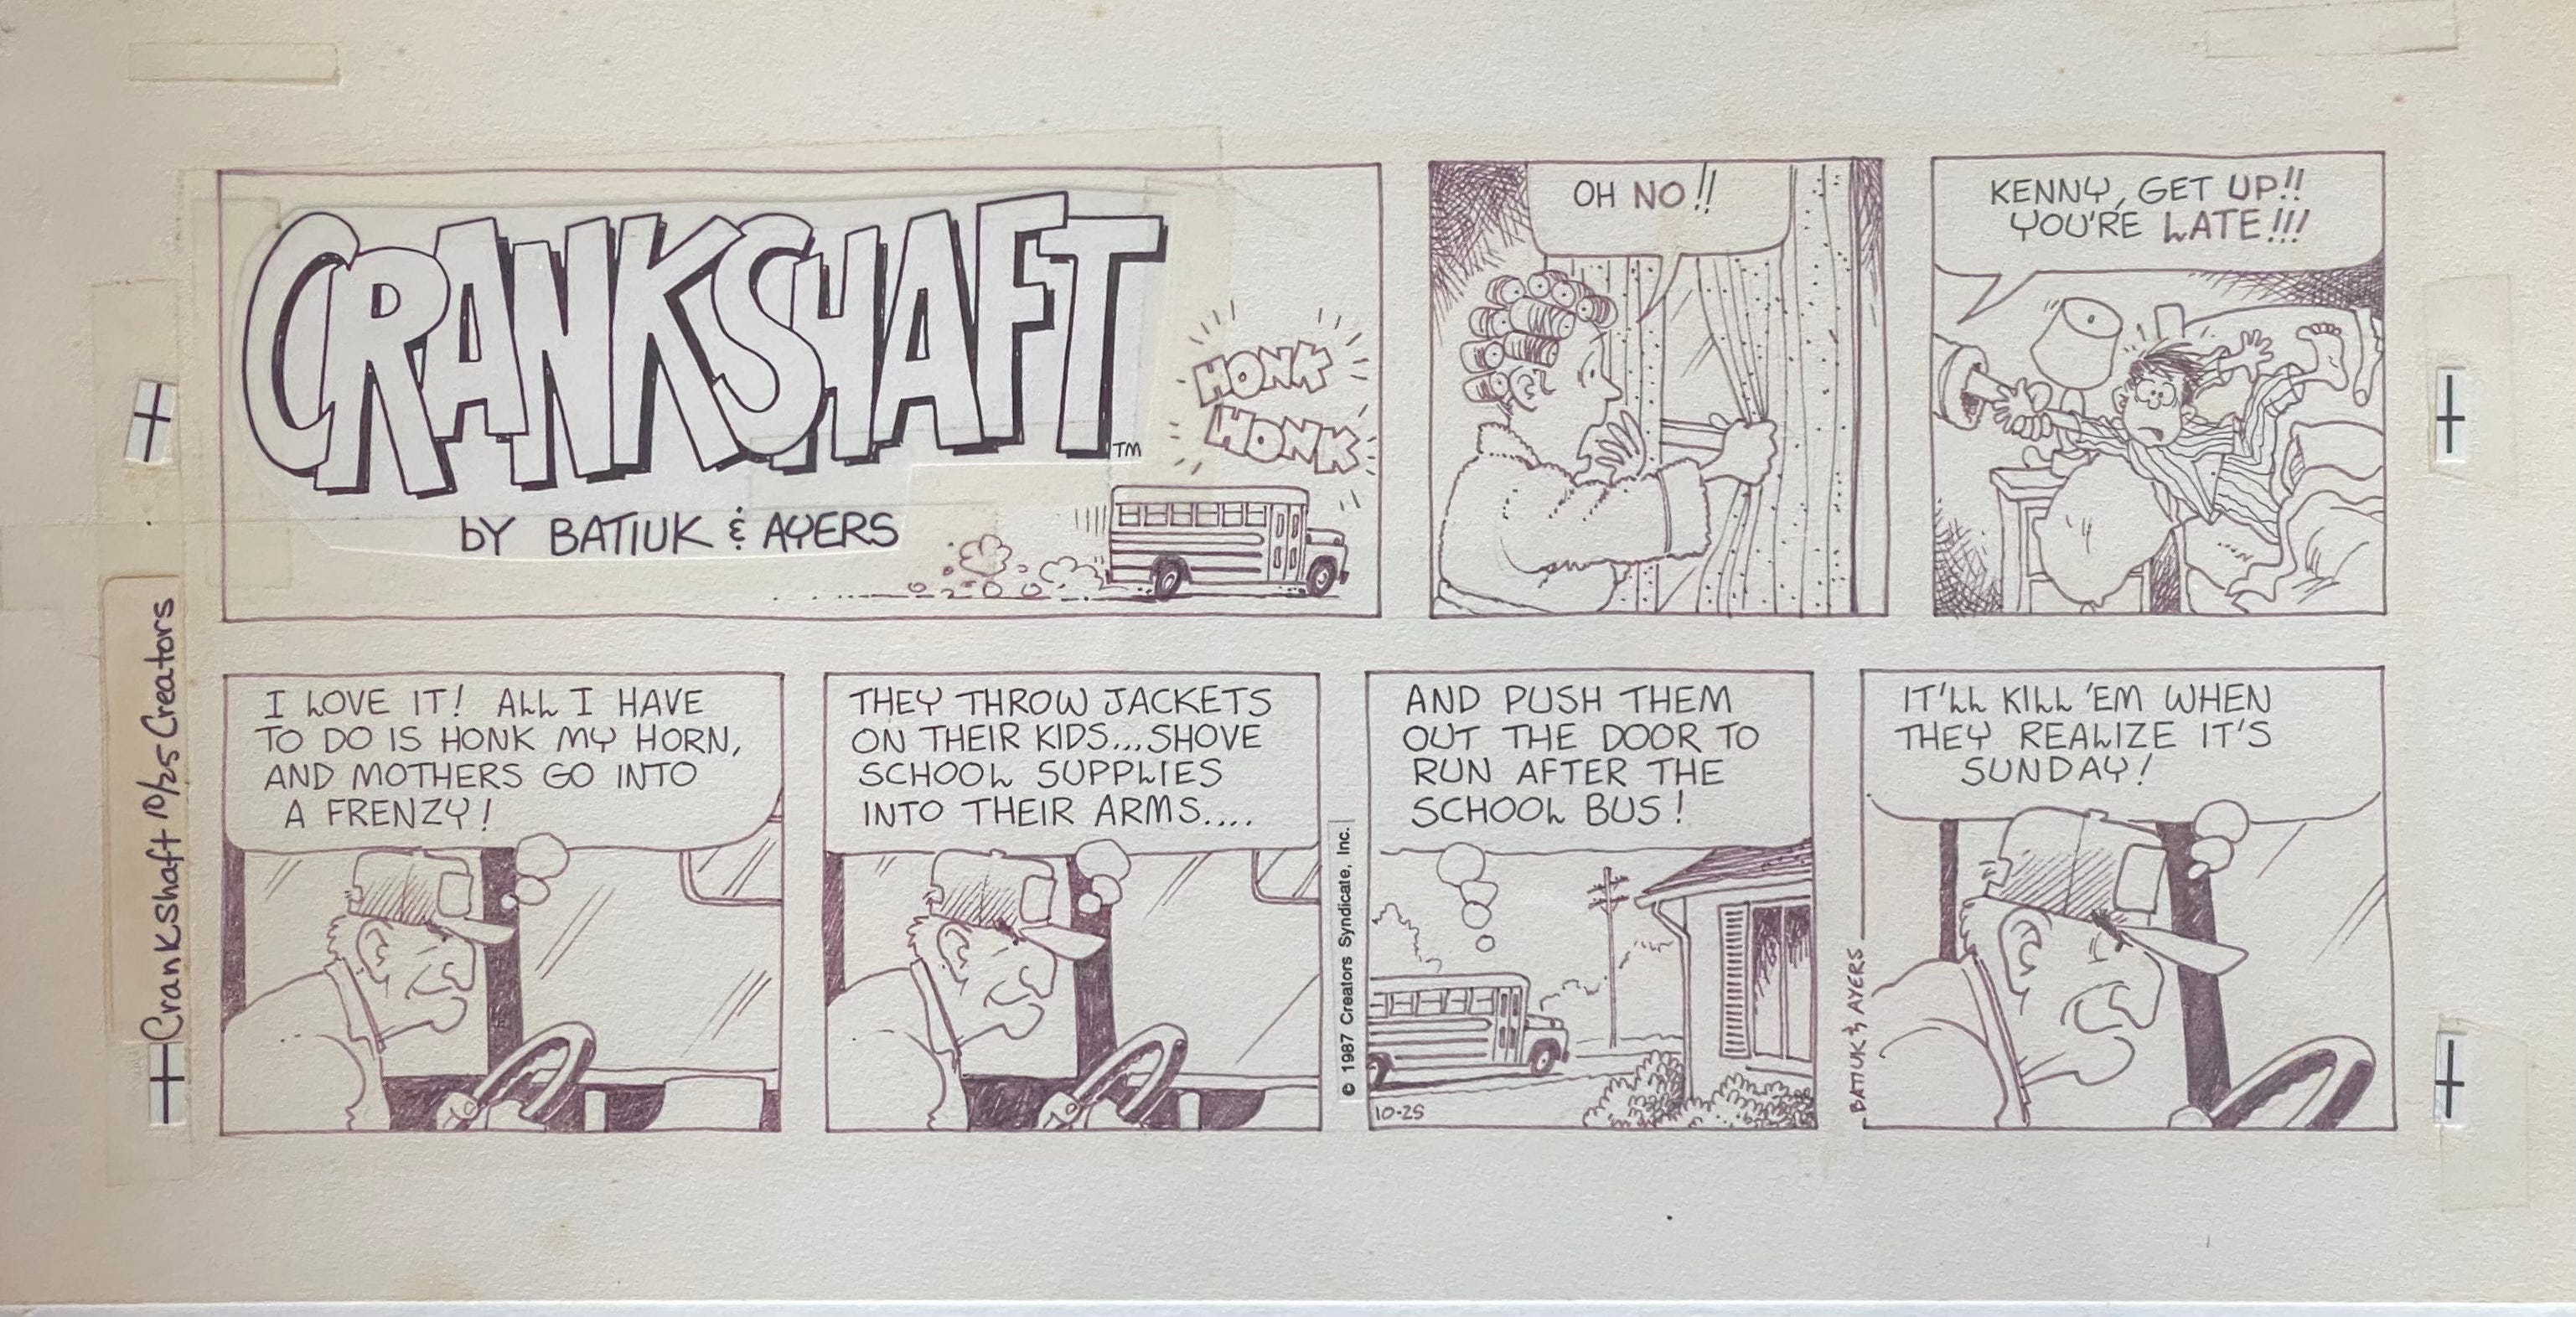 CRANKSHAFT
TM
by BATIUK & AYERS
HONK
HONK
OH NO!!
KENNY, GET UP!!
YOU'RE LATE!!!
I LOVE IT! ALL I HAVE
TO DO IS HONK MY HORN,
AND MOTHERS GO INTO
A FRENZY!
THEY THROW JACKETS
ON THEIR KIDS...SHOVE
SCHOOL SUPPLIES
INTO THEIR ARMS....
© 1987 Creators Syndicate, Inc.
AND PUSH THEM
OUT THE DOOR TO
RUN AFTER THE
SCHOOL BUS!
10-25
BATIUK & AYERS
IT'LL KILL 'EM WHEN
THEY REALIZE IT'S
SUNDAY!
Crankshaft 10/25 Creators